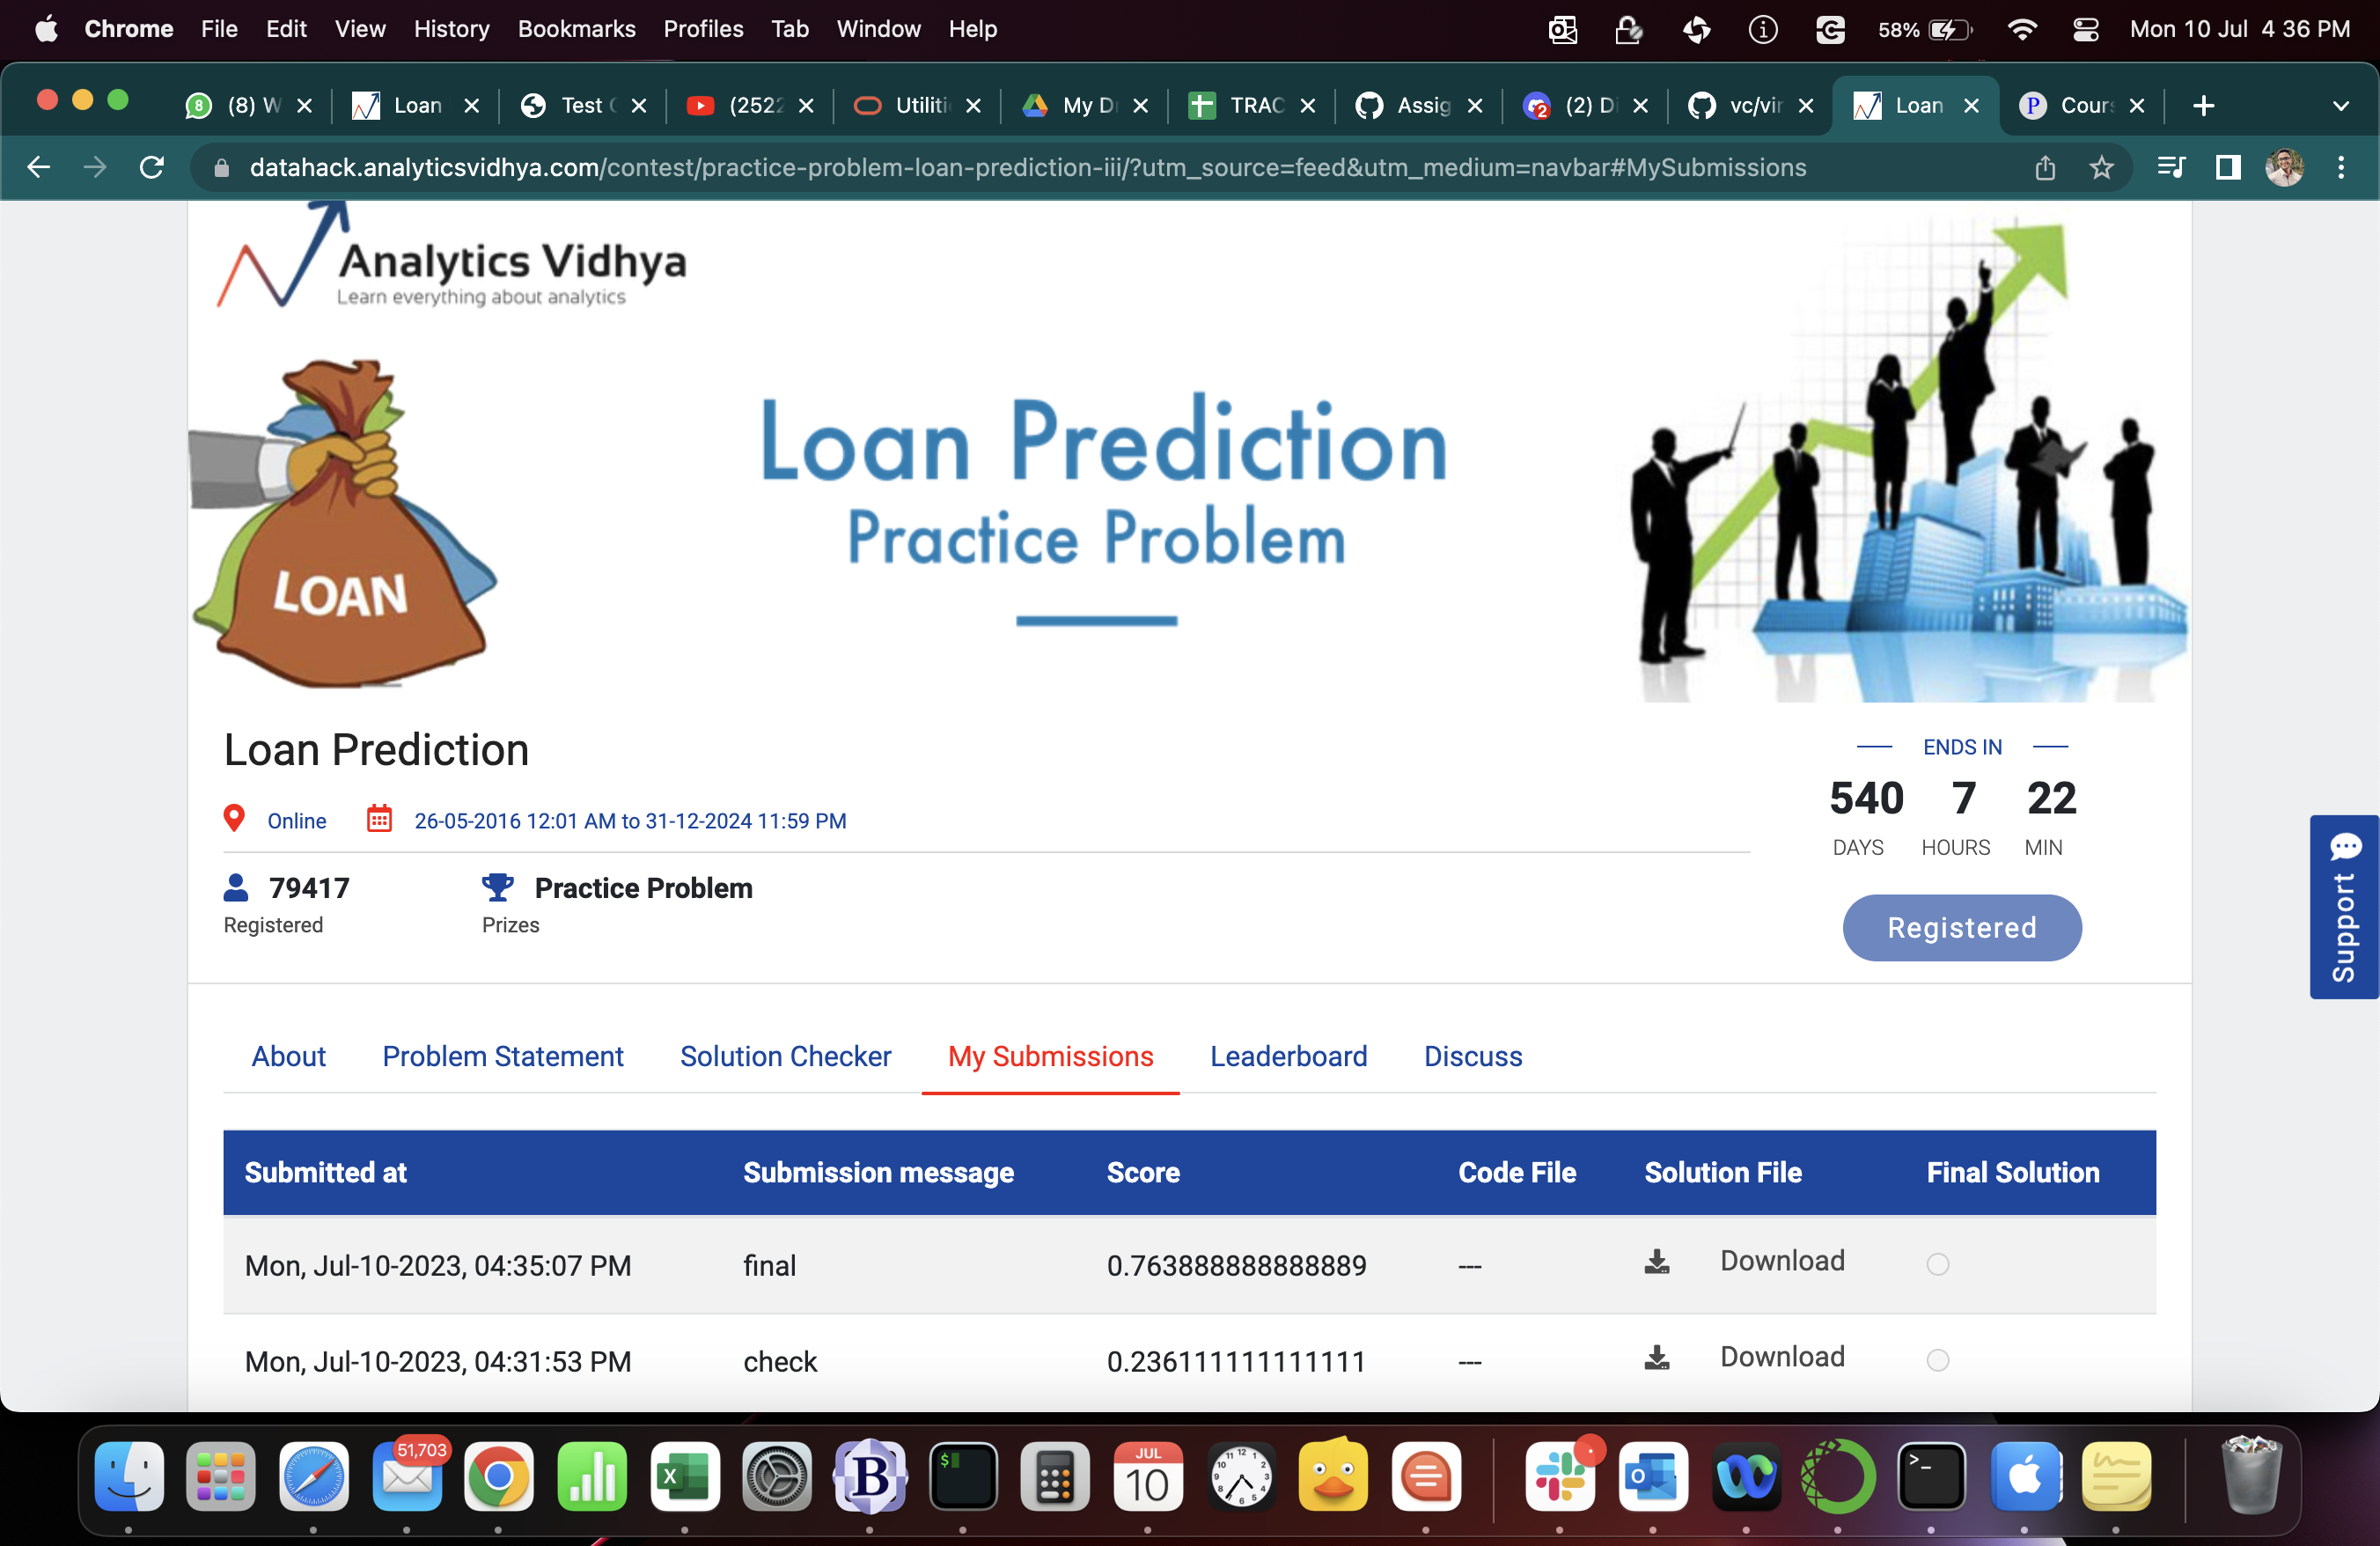 Chrome File Edit View History Bookmarks Profiles Tab Window Help 58% Mon 10 Jul 4 36 PM
8 (8) W Loan Test (2522 Utiliti My Dr TRAC Assig 2 (2) Di vc/vir Loan P Cours
datahack.analyticsvidhya.com/contest/practice-problem-loan-prediction-iii/?utm_source=feed&utm_medium=navbar#MySubmissions
Analytics Vidhya
Learn everything about analytics
LOAN
Loan Prediction
Practice Problem
Loan Prediction
Online 26-05-2016 12:01 AM to 31-12-2024 11:59 PM
79417 Practice Problem
Registered Prizes
ENDS IN
540 7 22
DAYS HOURS MIN
Registered
Support
About Problem Statement Solution Checker My Submissions Leaderboard Discuss
Submitted at Submission message Score Code File Solution File Final Solution
Mon, Jul-10-2023, 04:35:07 PM final 0.763888888888889 --- Download
Mon, Jul-10-2023, 04:31:53 PM check 0.236111111111111 --- Download
51,703
JUL
10